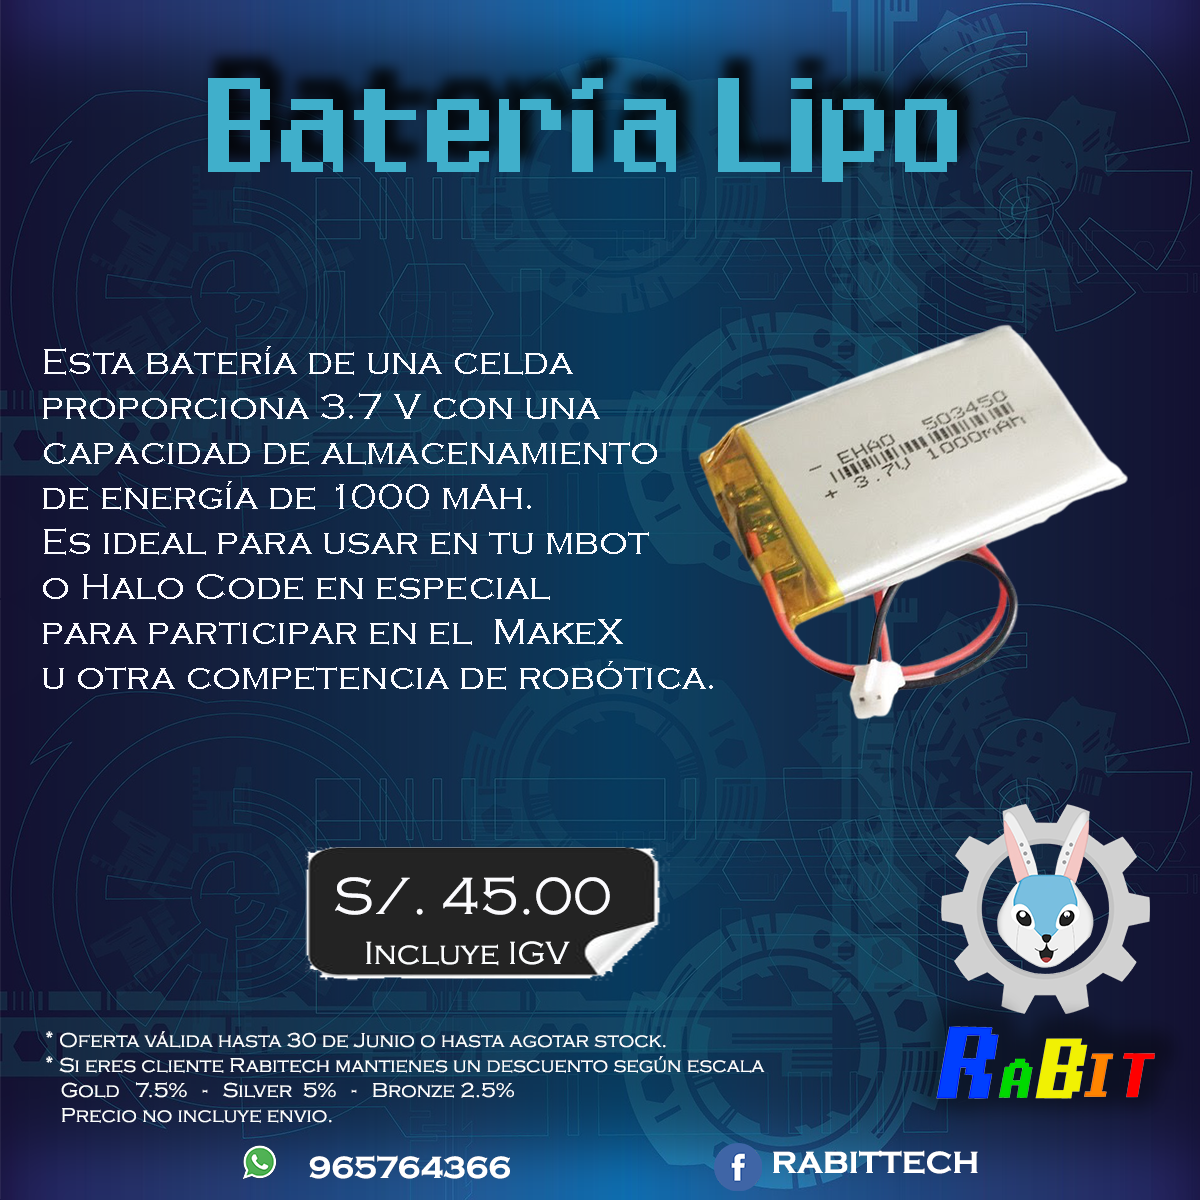 Batería Lipo
Esta batería de una celda
proporciona 3.7 V con una
capacidad de almacenamiento
de energía de 1000 mAh.
Es ideal para usar en tu mbot
o Halo Code en especial
para participar en el MakeX
u otra competencia de robótica.
- EHAO 503450
+ 3.7V 1000mAh
S/. 45.00
Incluye IGV
* Oferta válida hasta 30 de Junio o hasta agotar stock.
* Si eres cliente Rabitech mantienes un descuento según escala
Gold 7.5% - Silver 5% - Bronze 2.5%
Precio no incluye envio.
RaBit
965764366
f RABITTECH